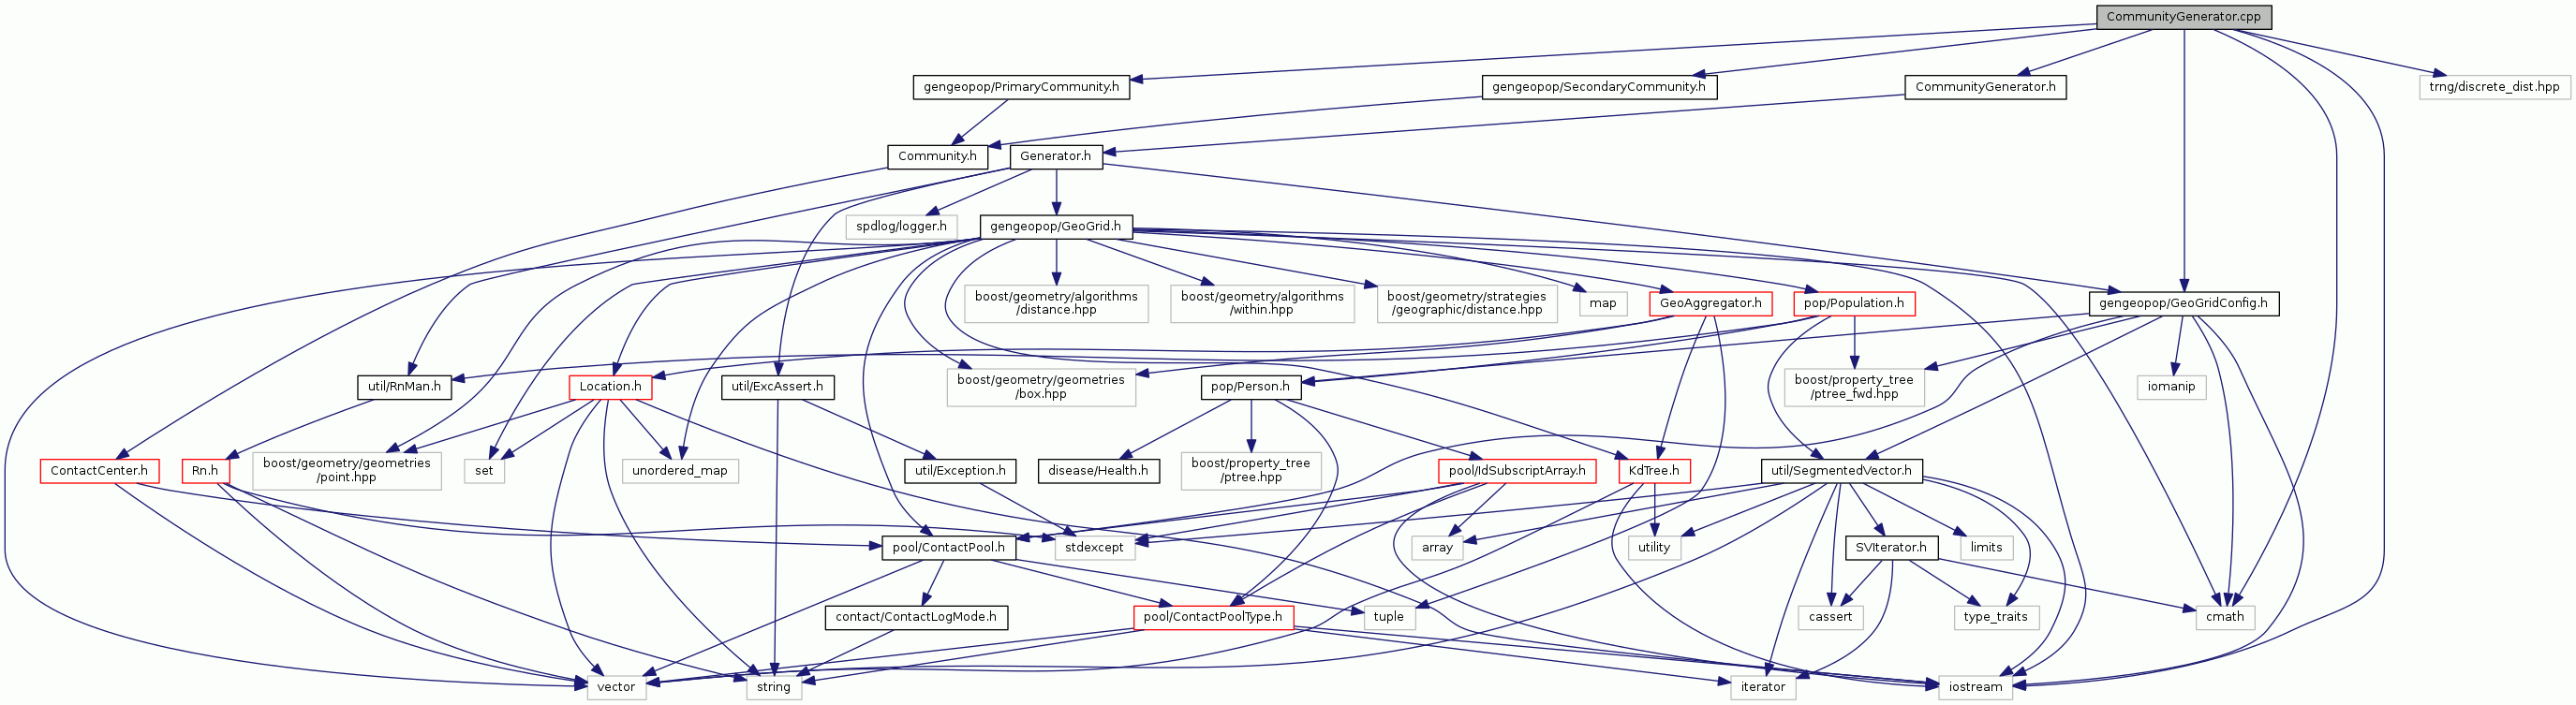 CommunityGenerator.cpp
gengeopop/PrimaryCommunity.h
gengeopop/SecondaryCommunity.h
CommunityGenerator.h
trng/discrete_dist.hpp
Community.h
Generator.h
spdlog/logger.h
gengeopop/GeoGrid.h
boost/geometry/algorithms
/distance.hpp
boost/geometry/algorithms
/within.hpp
boost/geometry/strategies
/geographic/distance.hpp
map
GeoAggregator.h
pop/Population.h
gengeopop/GeoGridConfig.h
util/RnMan.h
Location.h
util/ExcAssert.h
boost/geometry/geometries
/box.hpp
pop/Person.h
boost/property_tree
/ptree_fwd.hpp
iomanip
ContactCenter.h
Rn.h
boost/geometry/geometries
/point.hpp
set
unordered_map
util/Exception.h
disease/Health.h
boost/property_tree
/ptree.hpp
pool/IdSubscriptArray.h
KdTree.h
util/SegmentedVector.h
pool/ContactPool.h
stdexcept
array
utility
SVIterator.h
limits
contact/ContactLogMode.h
pool/ContactPoolType.h
tuple
cassert
type_traits
cmath
vector
string
iterator
iostream